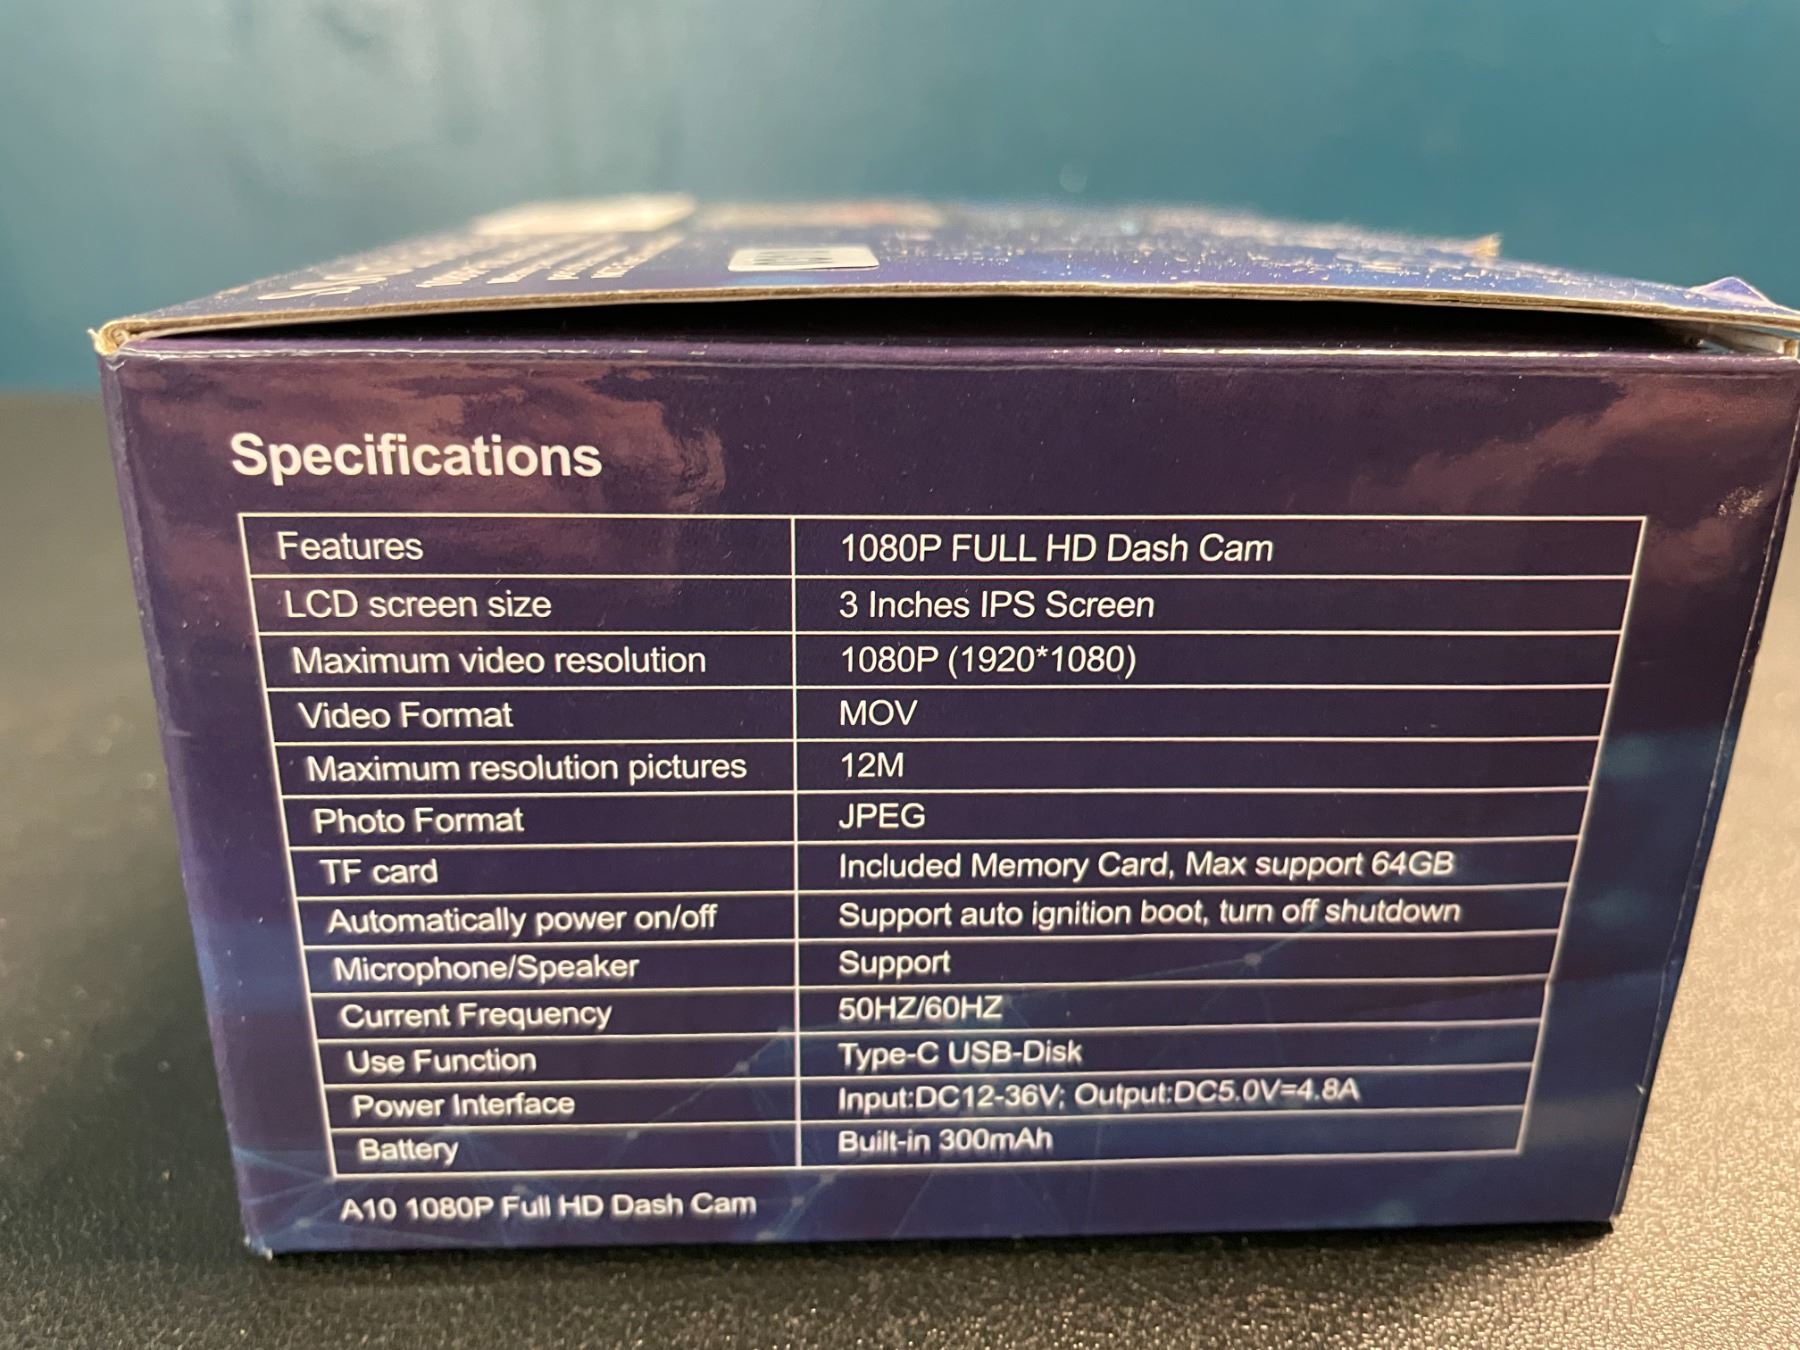 Specifications
Features 1080P FULL HD Dash Cam
LCD screen size 3 Inches IPS Screen
Maximum video resolution 1080P (1920*1080)
Video Format MOV
Maximum resolution pictures 12M
Photo Format JPEG
TF card Included Memory Card, Max support 64GB
Automatically power on/off Support auto ignition boot, turn off shutdown
Microphone/Speaker Support
Current Frequency 50HZ/60HZ
Use Function Type-C USB-Disk
Power Interface Input:DC12-36V; Output:DC5.0V=4.8A
Battery Built-in 300mAh
A10 1080P Full HD Dash Cam